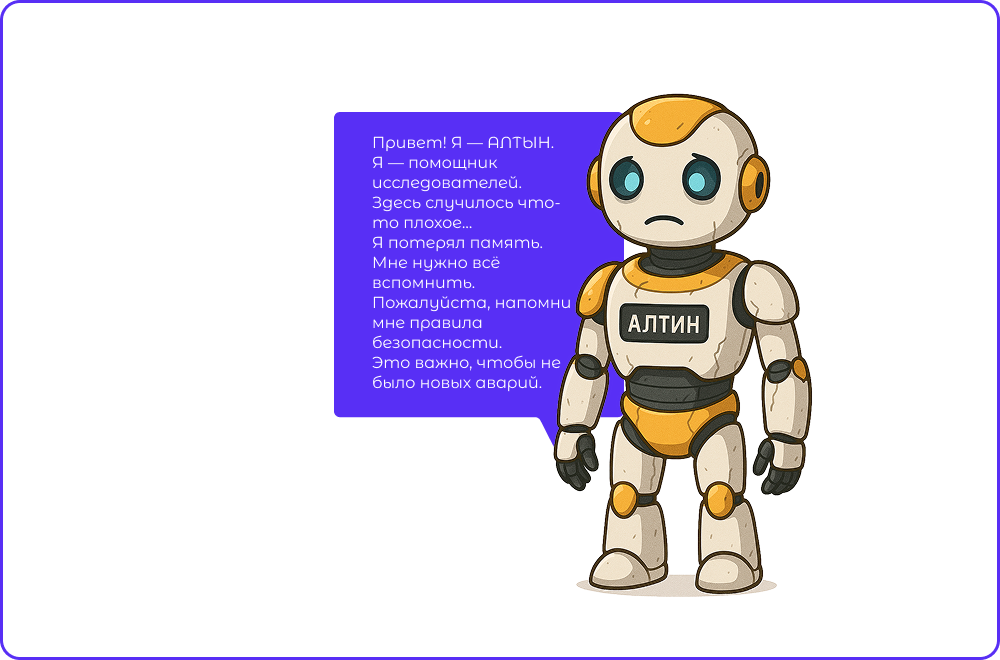 Привет! Я — АЛТЫН.
Я — помощник
исследователей.
Здесь случилось что-
то плохое...
Я потерял память.
Мне нужно всё
вспомнить.
Пожалуйста, напомни
мне правила
безопасности.
Это важно, чтобы не
было новых аварий.
АЛТИН